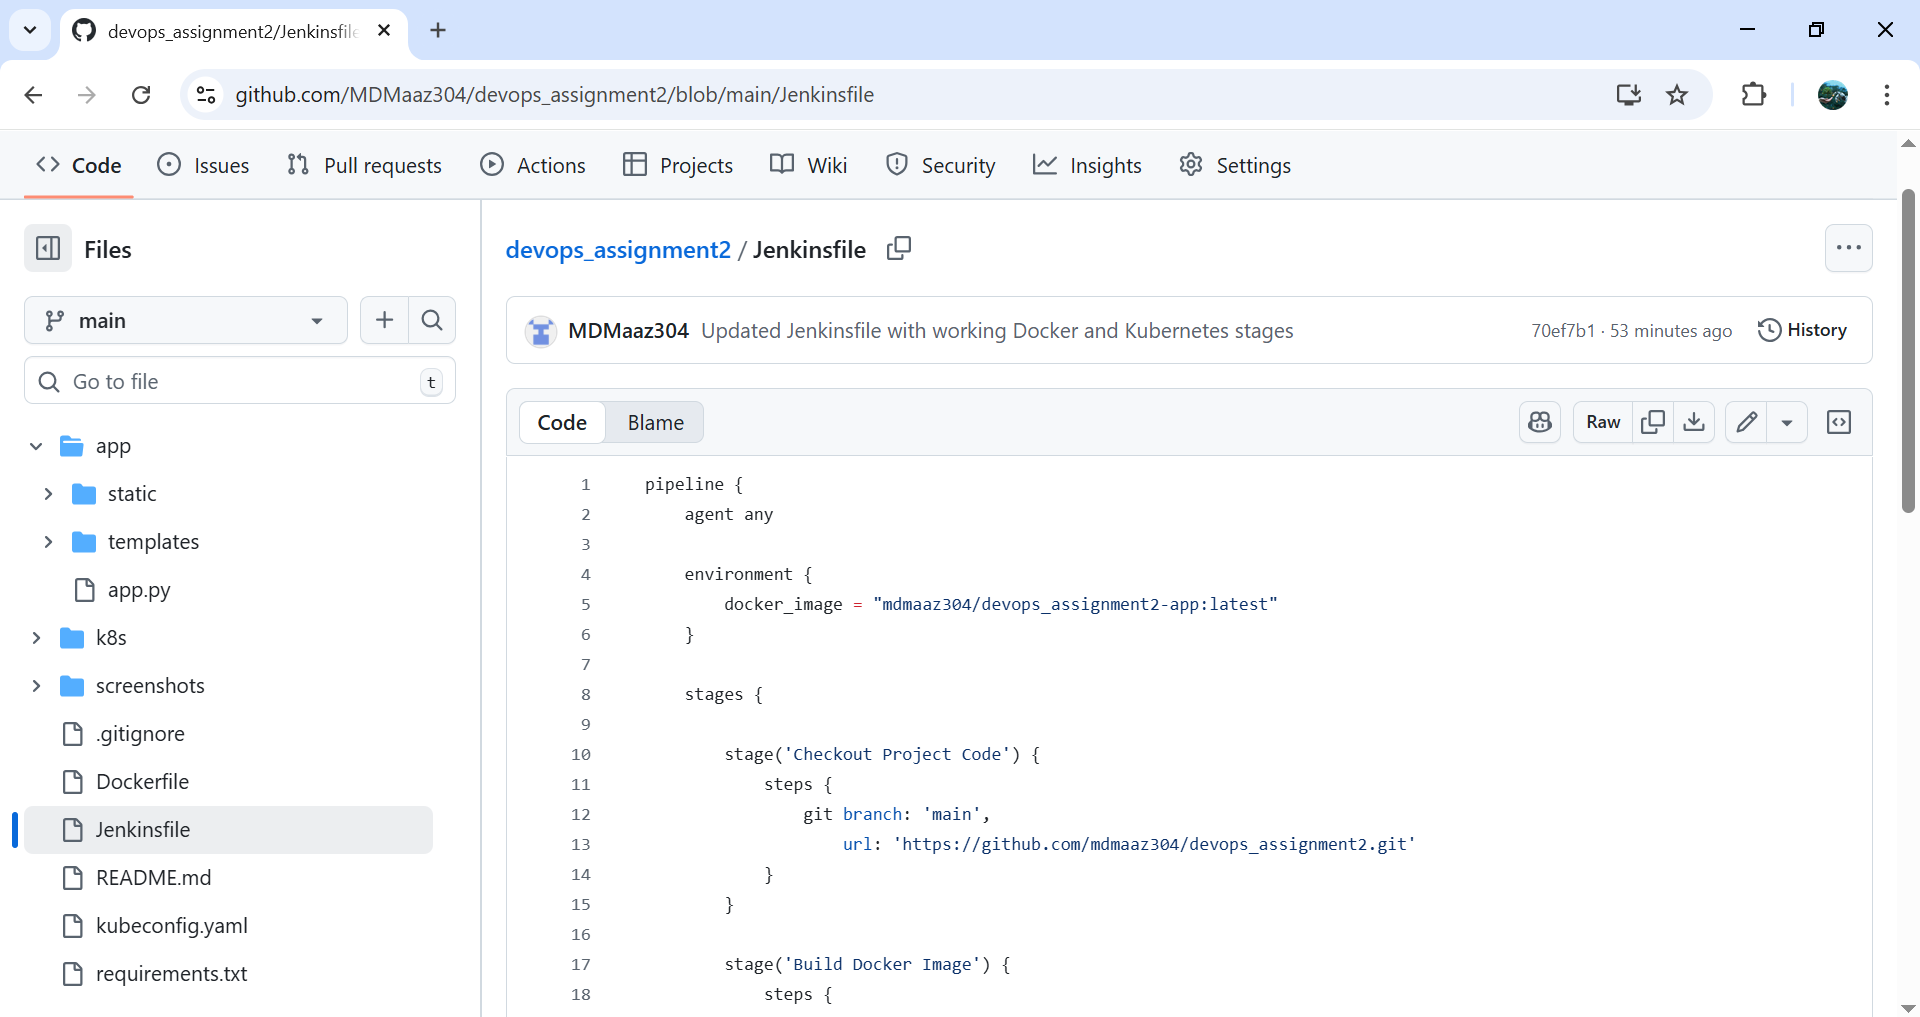 devops_assignment2/Jenkinsfile
github.com/MDMaaz304/devops_assignment2/blob/main/Jenkinsfile
Code
Issues
Pull requests
Actions
Projects
Wiki
Security
Insights
Settings
Files
main
Go to file
t
app
static
templates
app.py
k8s
screenshots
.gitignore
Dockerfile
Jenkinsfile
README.md
kubeconfig.yaml
requirements.txt
devops_assignment2 / Jenkinsfile
MDMaaz304 Updated Jenkinsfile with working Docker and Kubernetes stages 70ef7b1 · 53 minutes ago History
Code Blame Raw
1 pipeline {
2     agent any
3
4     environment {
5         docker_image = "mdmaaz304/devops_assignment2-app:latest"
6     }
7
8     stages {
9
10         stage('Checkout Project Code') {
11             steps {
12                 git branch: 'main',
13                     url: 'https://github.com/mdmaaz304/devops_assignment2.git'
14             }
15         }
16
17         stage('Build Docker Image') {
18             steps {